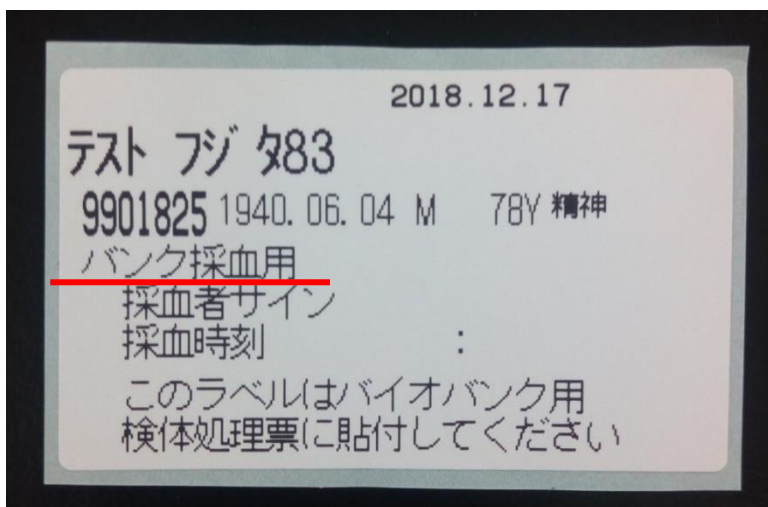 2018.12.17
テスト フジタ83
9901825 1940.06.04 M 78Y 精神
バンク採血用
採血者サイン
採血時刻 :
このラベルはバイオバンク用
検体処理票に貼付してください